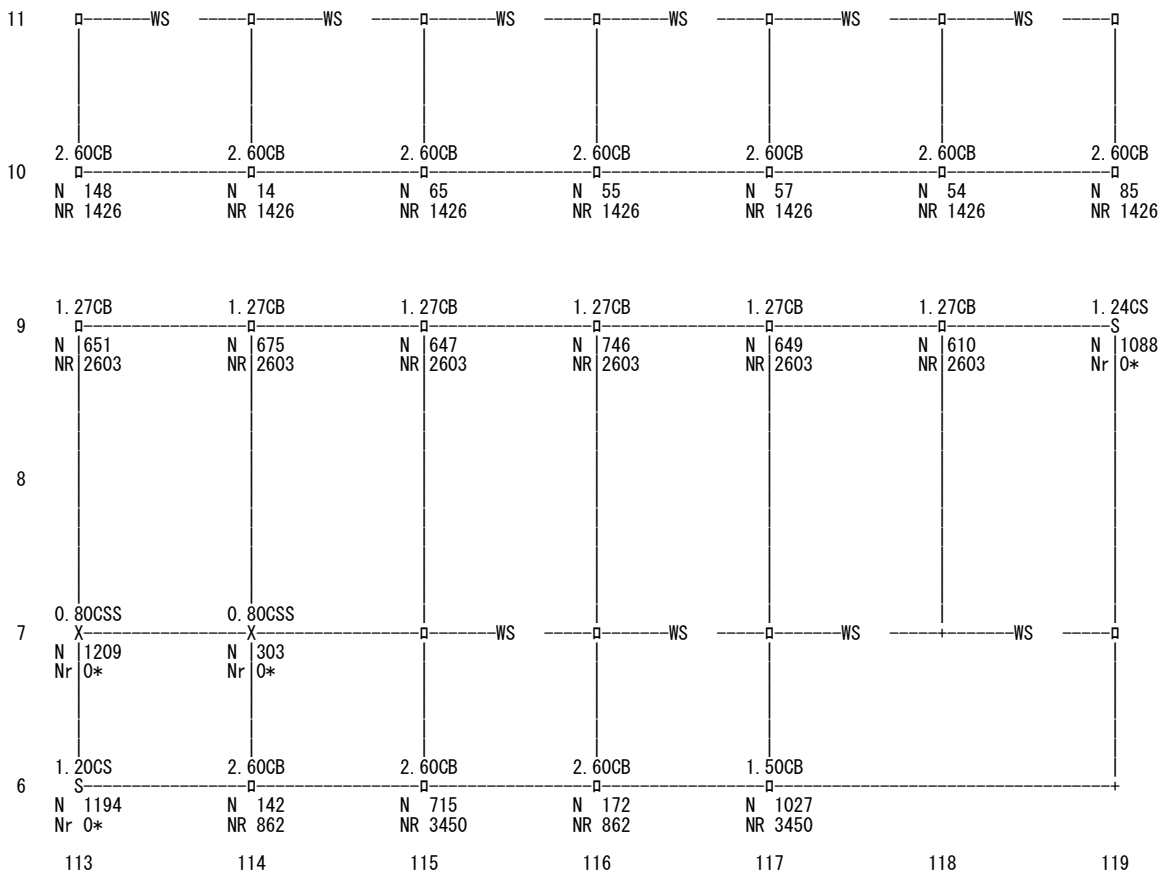 11 WS WS WS WS WS WS
2.60CB 2.60CB 2.60CB 2.60CB 2.60CB 2.60CB 2.60CB
10
N 148 N 14 N 65 N 55 N 57 N 54 N 85
NR 1426 NR 1426 NR 1426 NR 1426 NR 1426 NR 1426 NR 1426
1.27CB 1.27CB 1.27CB 1.27CB 1.27CB 1.27CB 1.24CS
9 S
N 651 N 675 N 647 N 746 N 649 N 610 N 1088
NR 2603 NR 2603 NR 2603 NR 2603 NR 2603 NR 2603 Nr 0*
8
0.80CSS 0.80CSS
7 X X WS WS WS WS
N 1209 N 303
Nr 0* Nr 0*
1.20CS 2.60CB 2.60CB 2.60CB 1.50CB
6 S
N 1194 N 142 N 715 N 172 N 1027
Nr 0* NR 862 NR 3450 NR 862 NR 3450
113 114 115 116 117 118 119